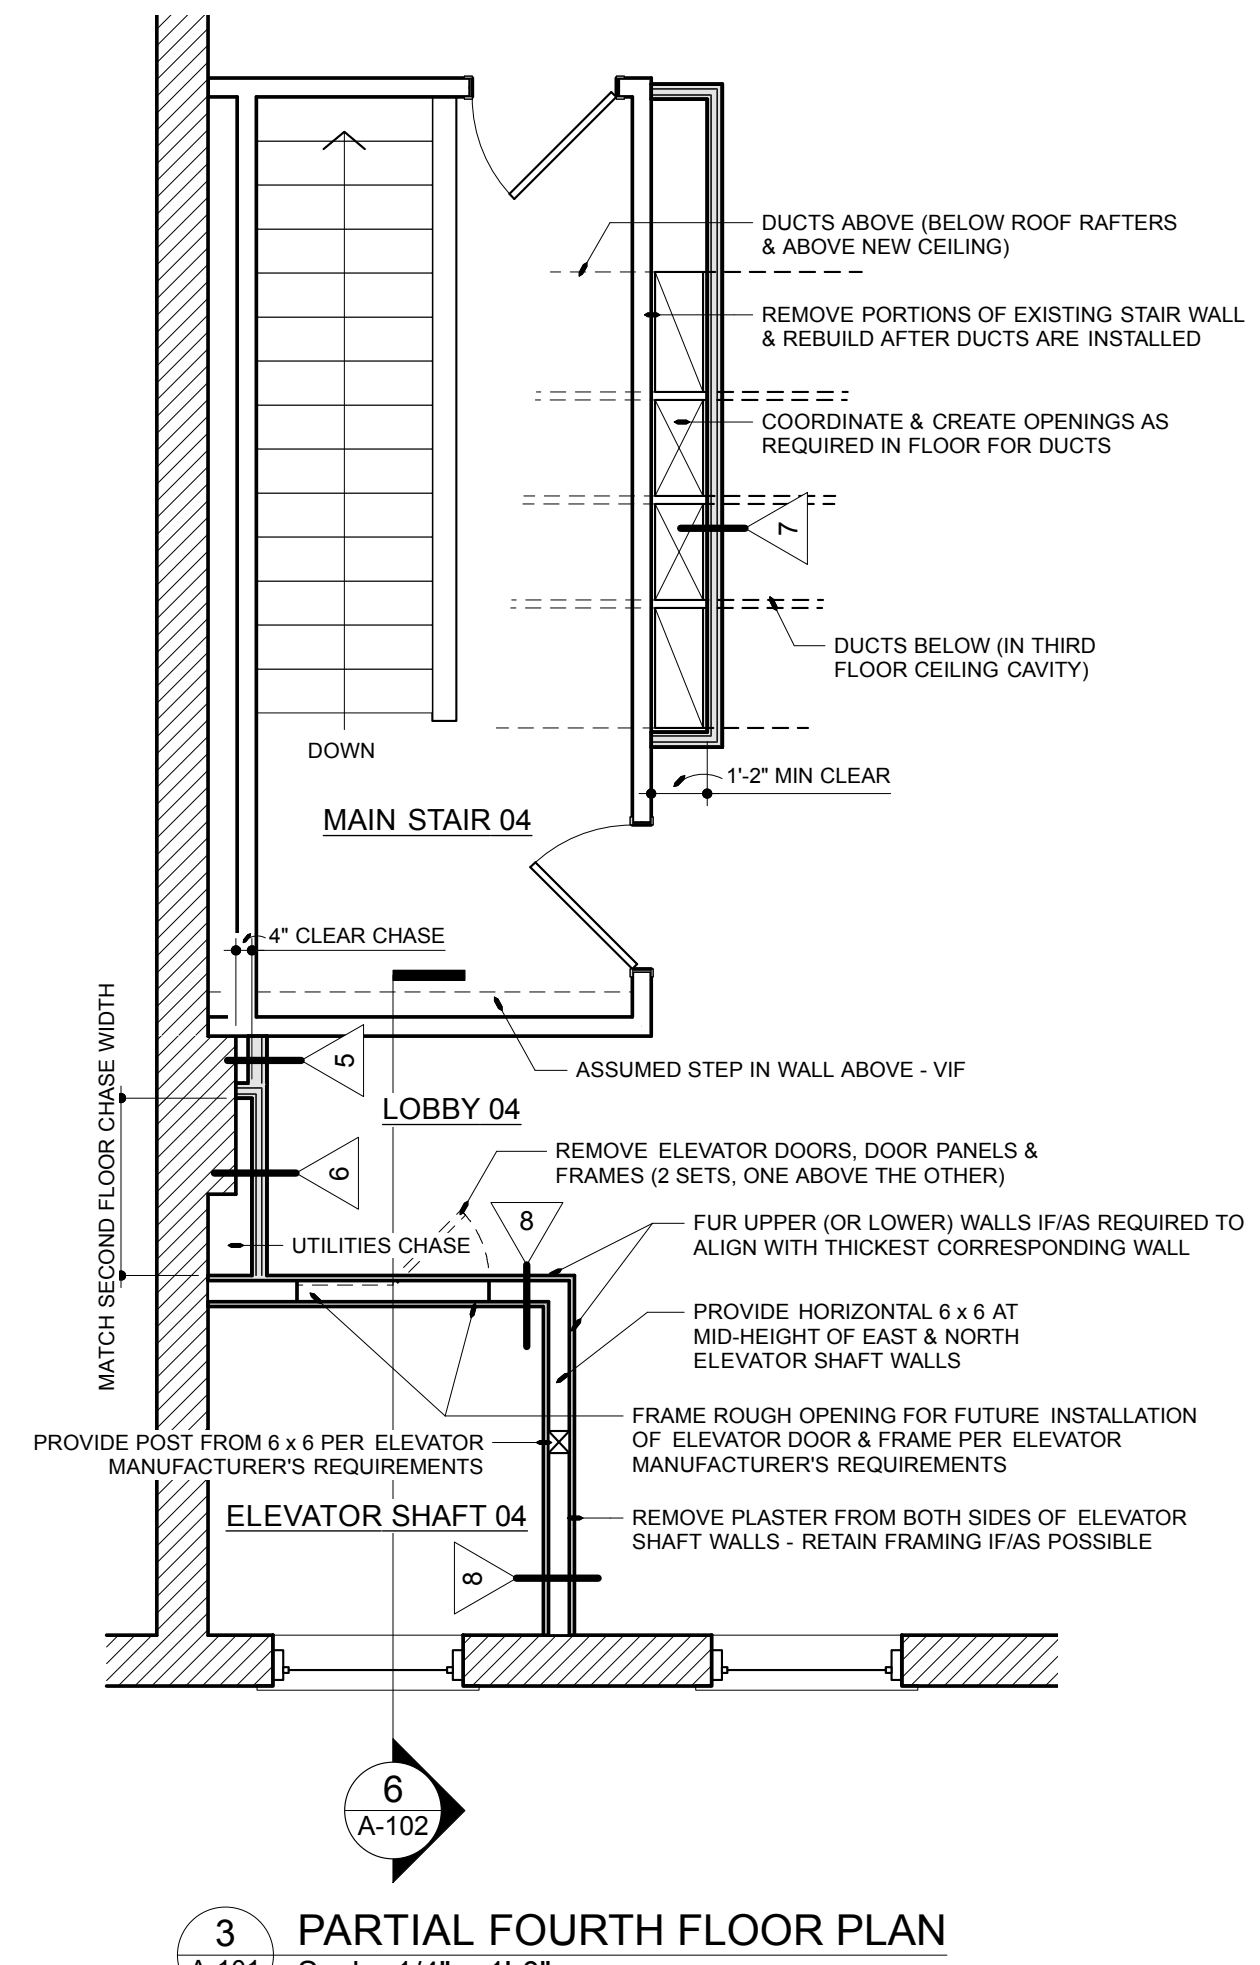 DUCTS ABOVE (BELOW ROOF RAFTERS
& ABOVE NEW CEILING)
REMOVE PORTIONS OF EXISTING STAIR WALL
& REBUILD AFTER DUCTS ARE INSTALLED
COORDINATE & CREATE OPENINGS AS
REQUIRED IN FLOOR FOR DUCTS
7
DUCTS BELOW (IN THIRD
FLOOR CEILING CAVITY)
DOWN
1'-2" MIN CLEAR
MAIN STAIR 04
4" CLEAR CHASE
MATCH SECOND FLOOR CHASE WIDTH
5
ASSUMED STEP IN WALL ABOVE - VIF
LOBBY 04
REMOVE ELEVATOR DOORS, DOOR PANELS &
FRAMES (2 SETS, ONE ABOVE THE OTHER)
6
8
FUR UPPER (OR LOWER) WALLS IF/AS REQUIRED TO
ALIGN WITH THICKEST CORRESPONDING WALL
UTILITIES CHASE
PROVIDE HORIZONTAL 6 x 6 AT
MID-HEIGHT OF EAST & NORTH
ELEVATOR SHAFT WALLS
FRAME ROUGH OPENING FOR FUTURE INSTALLATION
OF ELEVATOR DOOR & FRAME PER ELEVATOR
MANUFACTURER'S REQUIREMENTS
PROVIDE POST FROM 6 x 6 PER ELEVATOR
MANUFACTURER'S REQUIREMENTS
ELEVATOR SHAFT 04
REMOVE PLASTER FROM BOTH SIDES OF ELEVATOR
SHAFT WALLS - RETAIN FRAMING IF/AS POSSIBLE
8
6
A-102
3
PARTIAL FOURTH FLOOR PLAN
A-101